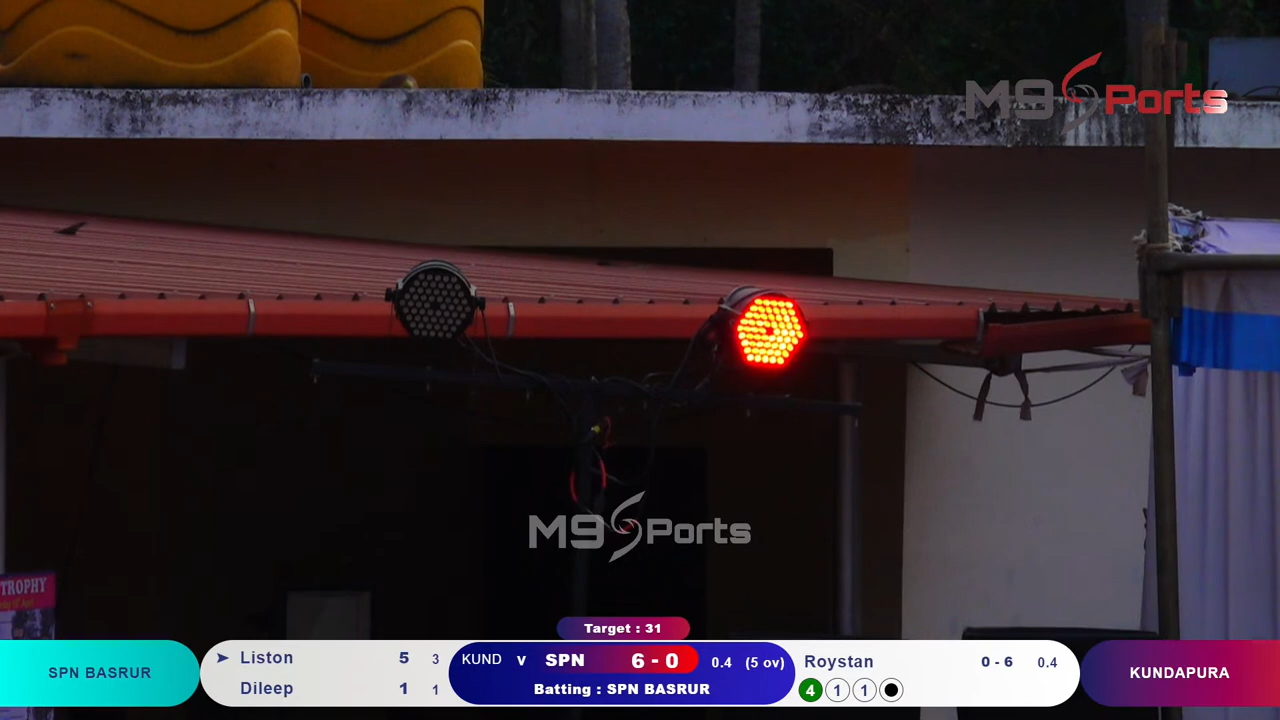 M9 SPorts
M9 SPorts
TROPHY
Target : 31
SPN BASRUR
➤ Liston 5 3
Dileep 1 1
KUND v SPN 6 - 0 0.4 (5 ov)
Batting : SPN BASRUR
Roystan 0 - 6 0.4
4 1 1
KUNDAPURA